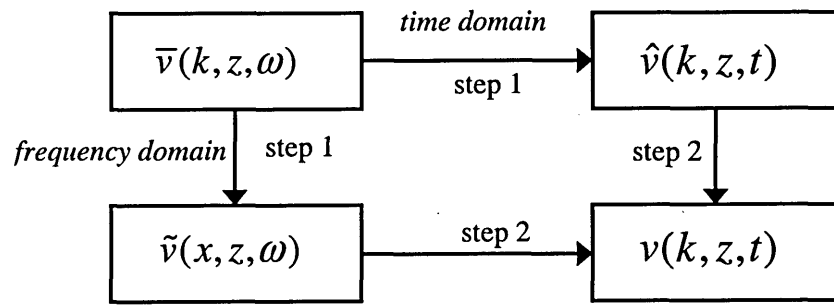 time domain
v̅(k, z, ω)
v̂(k, z, t)
step 1
frequency domain
step 1
step 2
step 2
ṽ(x, z, ω)
v(k, z, t)